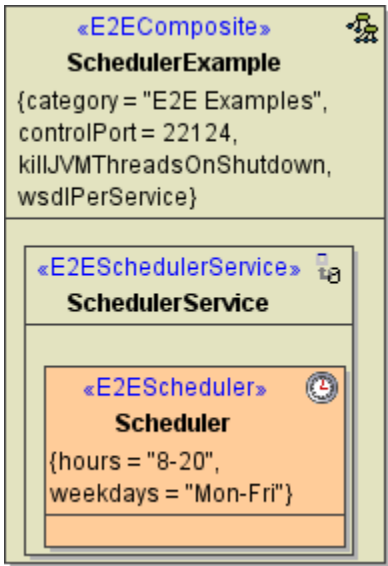 «E2EComposite»
SchedulerExample
{category = "E2E Examples",
controlPort = 22124,
killJVMThreadsOnShutdown,
wsdlPerService}
«E2ESchedulerService»
SchedulerService
«E2EScheduler»
Scheduler
{hours = "8-20",
weekdays = "Mon-Fri"}